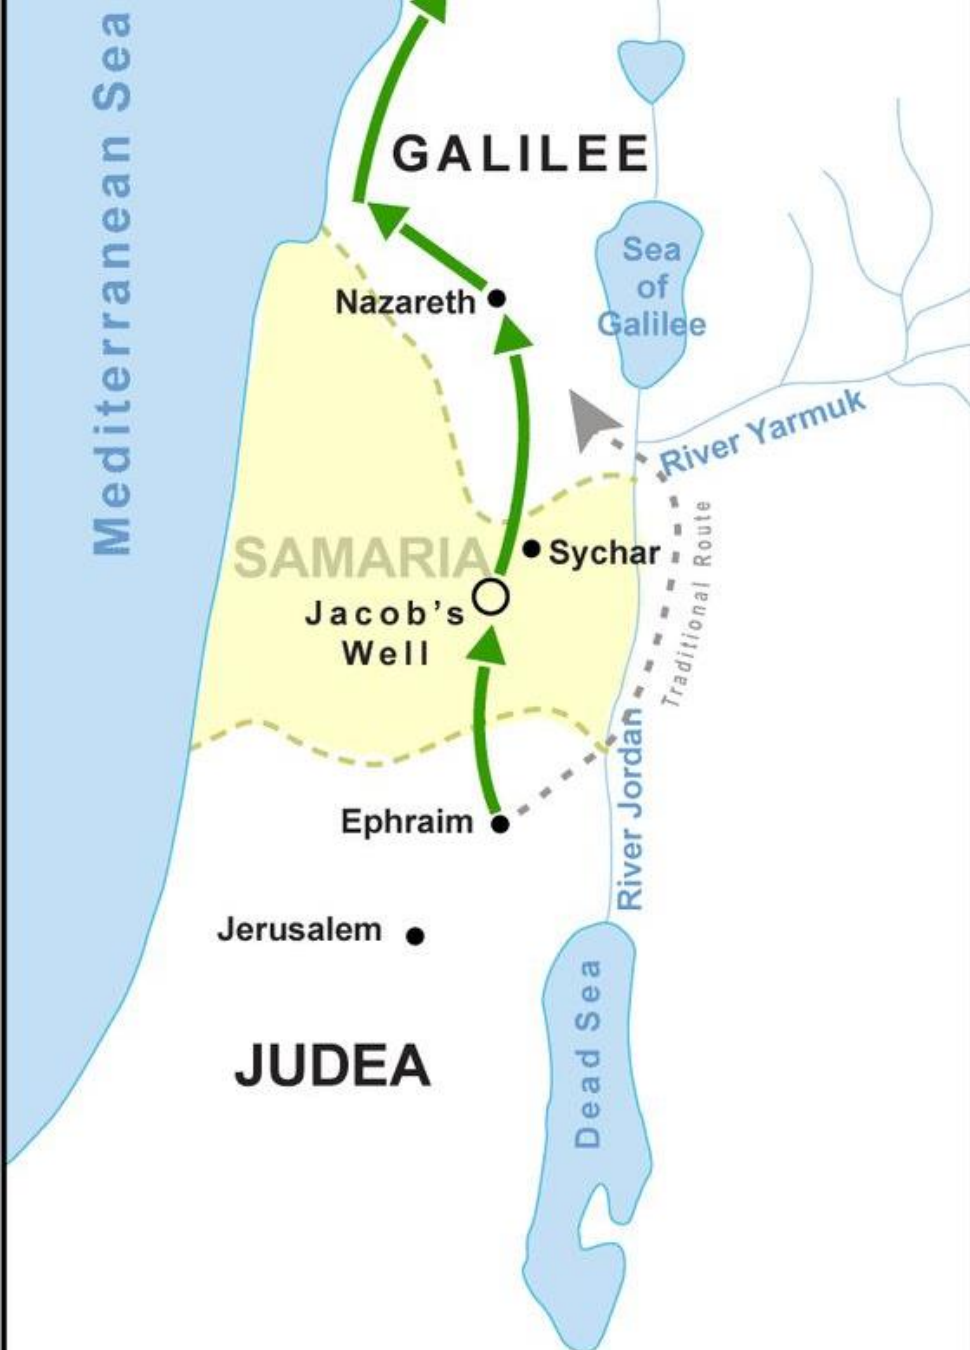 Mediterranean Sea
GALILEE
Sea
of
Galilee
Nazareth
River Yarmuk
Traditional Route
SAMARIA
Sychar
Jacob's
Well
River Jordan
Ephraim
Jerusalem
Dead Sea
JUDEA